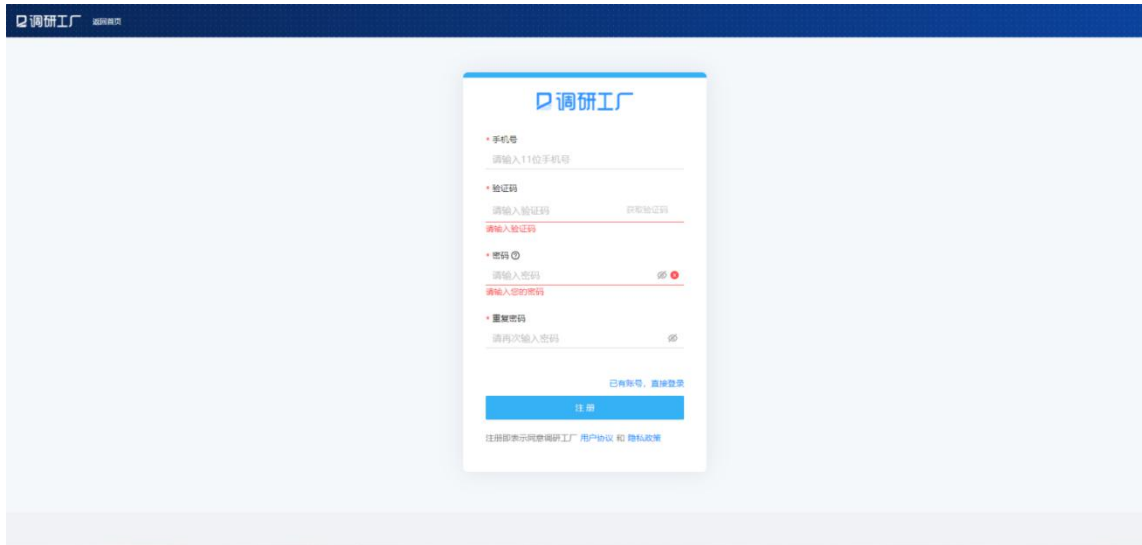 调研工厂 返回首页
调研工厂
* 手机号
请输入11位手机号
* 验证码
请输入验证码 获取验证码
请输入验证码
* 密码
请输入密码
请输入您的密码
* 重复密码
请再次输入密码
已有账号，直接登录
注 册
注册即表示同意调研工厂 用户协议 和 隐私政策